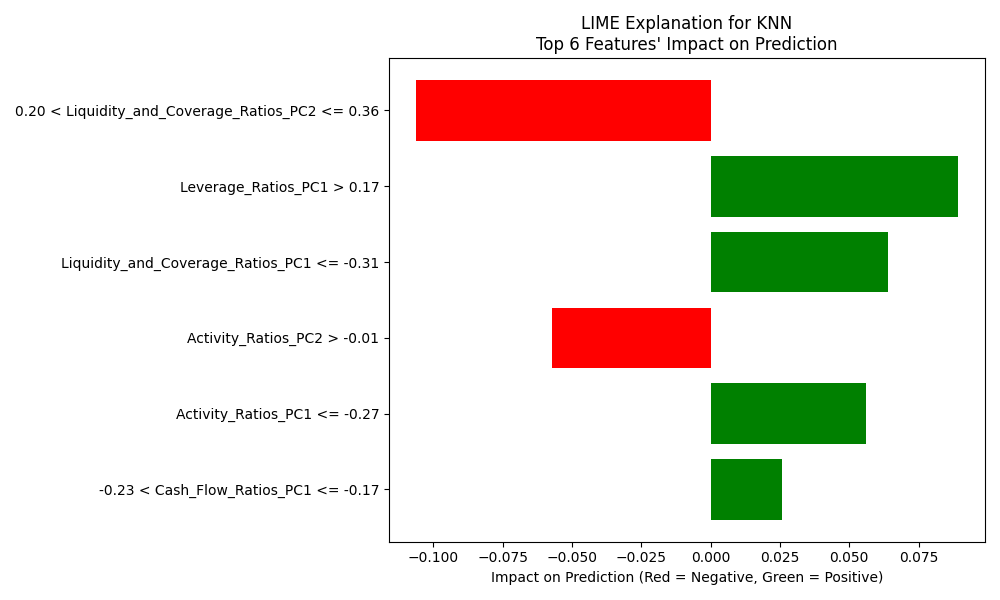 LIME Explanation for KNN
Top 6 Features' Impact on Prediction
0.20 < Liquidity_and_Coverage_Ratios_PC2 <= 0.36
Leverage_Ratios_PC1 > 0.17
Liquidity_and_Coverage_Ratios_PC1 <= -0.31
Activity_Ratios_PC2 > -0.01
Activity_Ratios_PC1 <= -0.27
-0.23 < Cash_Flow_Ratios_PC1 <= -0.17
−0.100 −0.075 −0.050 −0.025 0.000 0.025 0.050 0.075
Impact on Prediction (Red = Negative, Green = Positive)